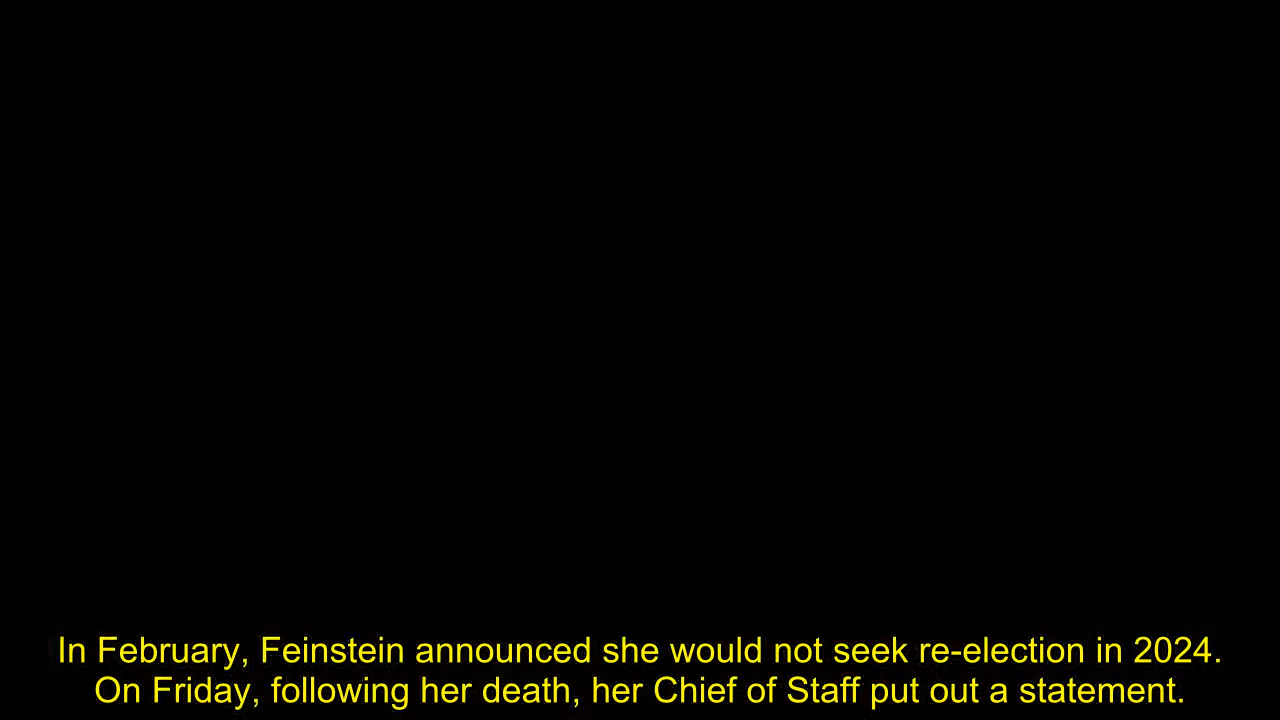 In February, Feinstein announced she would not seek re-election in 2024.
On Friday, following her death, her Chief of Staff put out a statement.